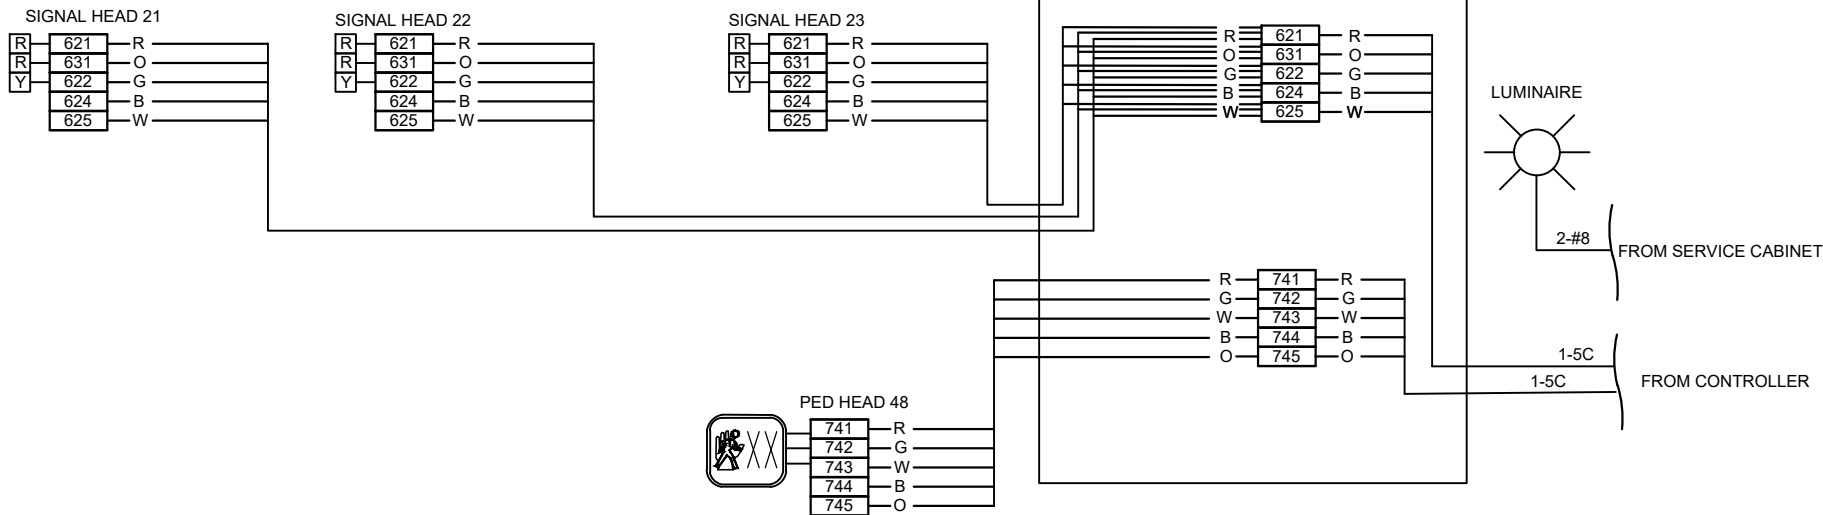 SIGNAL HEAD 21
R 621 R
R 631 O
Y 622 G
624 B
625 W
SIGNAL HEAD 22
R 621 R
R 631 O
Y 622 G
624 B
625 W
SIGNAL HEAD 23
R 621 R
R 631 O
Y 622 G
624 B
625 W
R 621 R
O 631 O
G 622 G
B 624 B
W 625 W
LUMINAIRE
2-#8
FROM SERVICE CABINET
R 741 R
G 742 G
W 743 W
B 744 B
O 745 O
1-5C
1-5C
FROM CONTROLLER
PED HEAD 48
741 R
742 G
743 W
744 B
745 O